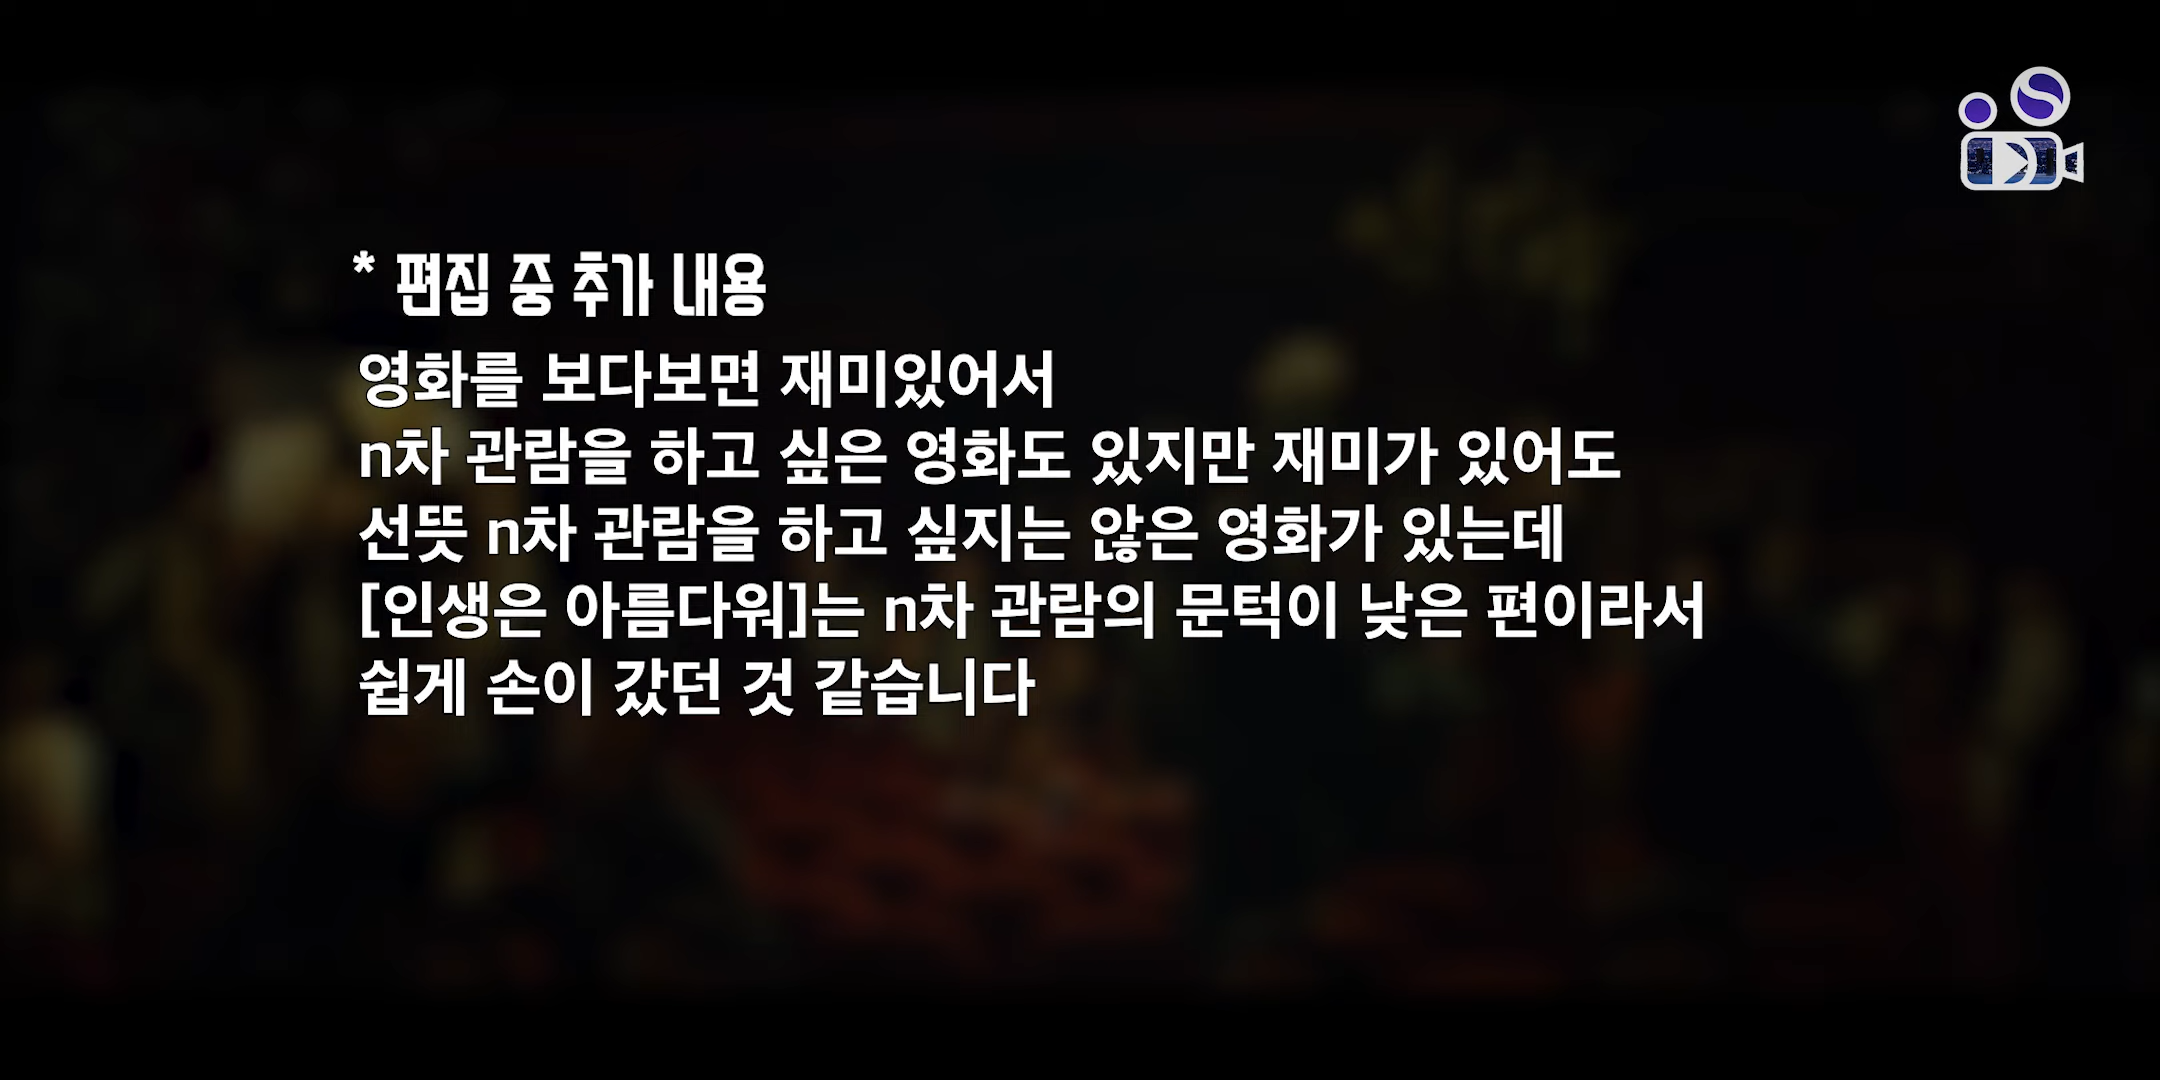 * 편집 중 추가 내용
영화를 보다보면 재미있어서
n차 관람을 하고 싶은 영화도 있지만 재미가 있어도
선뜻 n차 관람을 하고 싶지는 않은 영화가 있는데
[인생은 아름다워]는 n차 관람의 문턱이 낮은 편이라서
쉽게 손이 갔던 것 같습니다